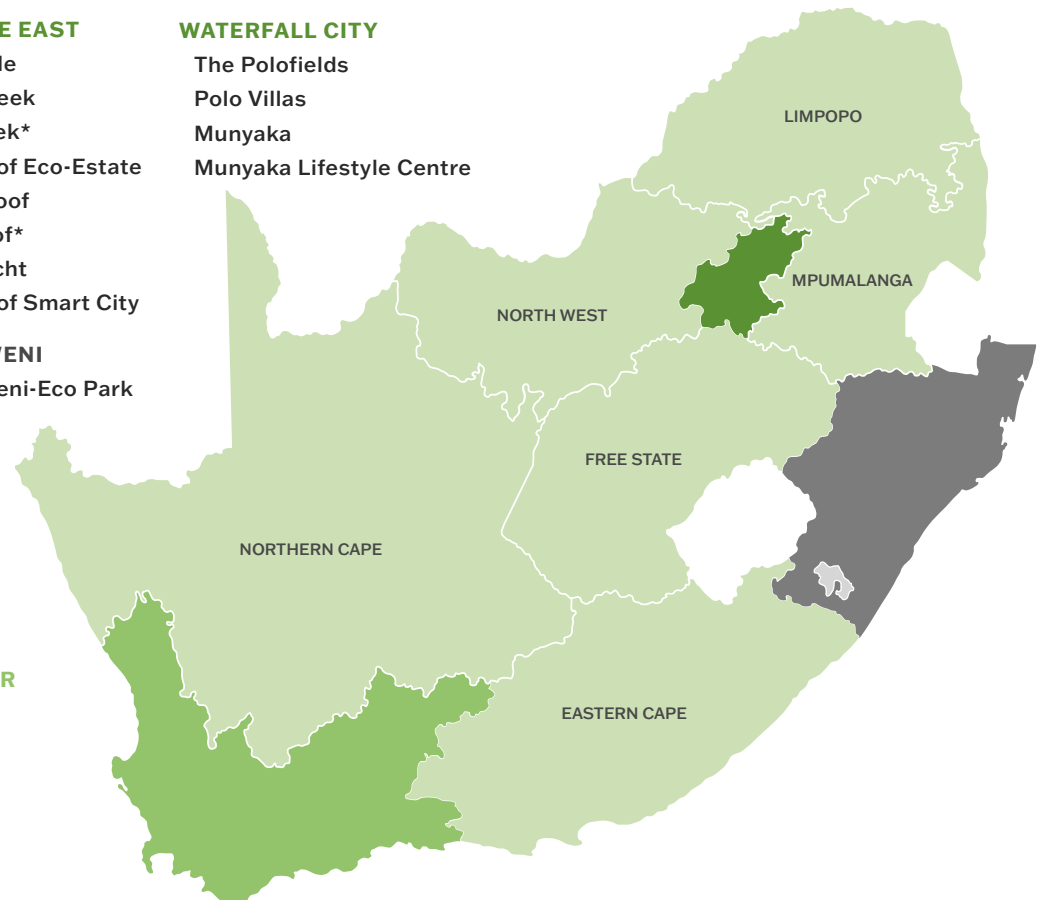 E EAST
le
eek
ek*
of Eco-Estate
oof
of*
cht
of Smart City
VENI
eni-Eco Park
R
WATERFALL CITY
The Polofields
Polo Villas
Munyaka
Munyaka Lifestyle Centre
LIMPOPO
MPUMALANGA
NORTH WEST
FREE STATE
NORTHERN CAPE
EASTERN CAPE